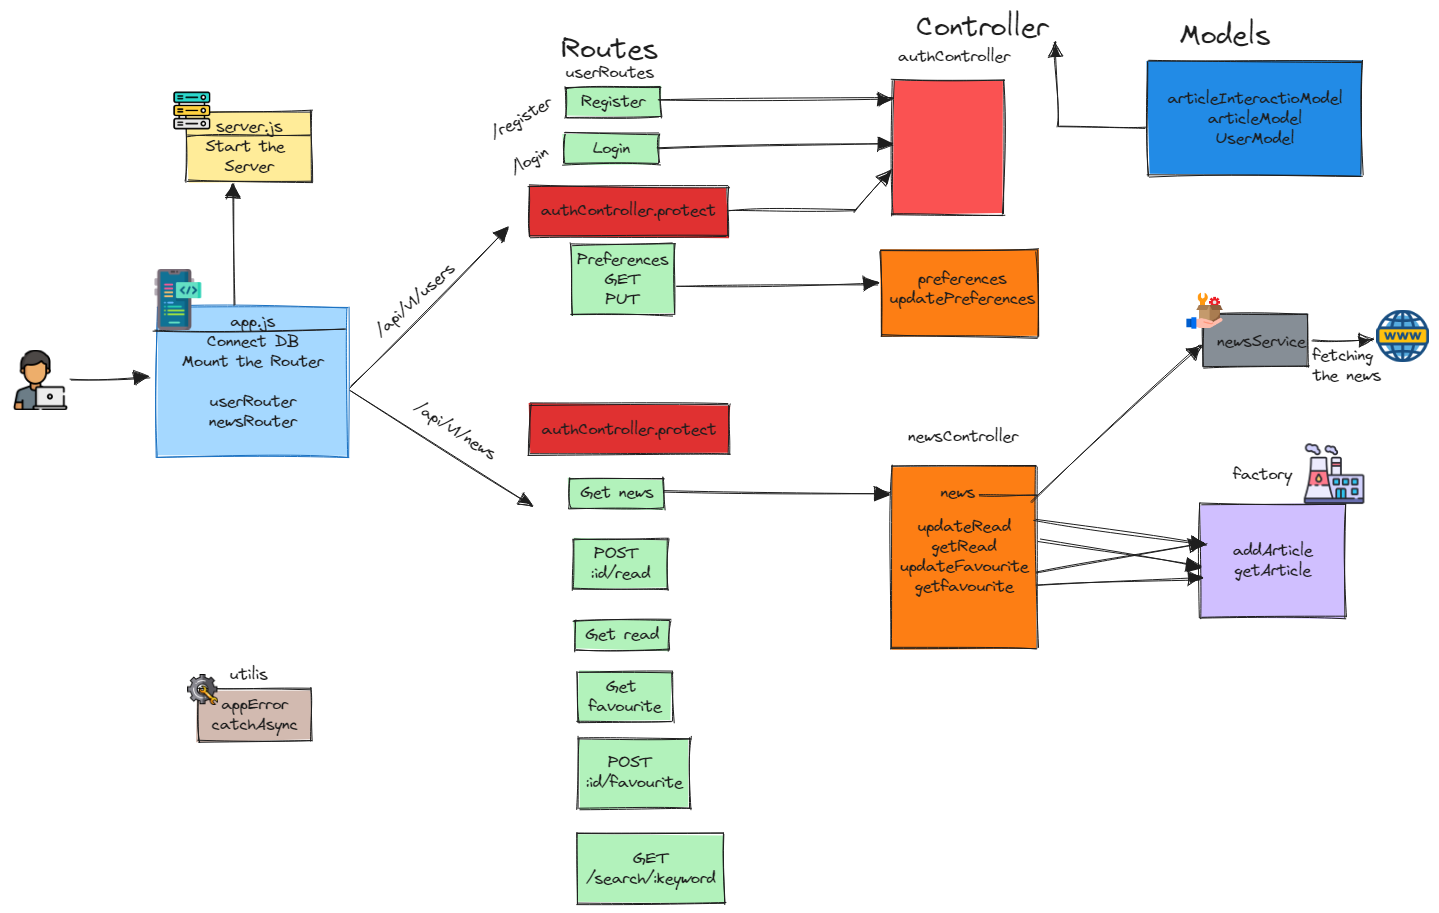 Routes
userRoutes
/register
Register
/login
Login
authController.protect
Preferences
GET
PUT
Controller
authController
Models
articleInteractioModel
articleModel
UserModel
server.js
Start the
Server
app.js
Connect DB
Mount the Router
userRouter
newsRouter
/api/v1/users
/api/v1/news
preferences
updatePreferences
newsService
fetching
the news
WWW
authController.protect
Get news
POST
:id/read
Get read
Get
favourite
POST
:id/favourite
GET
/search/:keyword
newsController
news
updateRead
getRead
updateFavourite
getfavourite
factory
addArticle
getArticle
utilis
appError
catchAsync